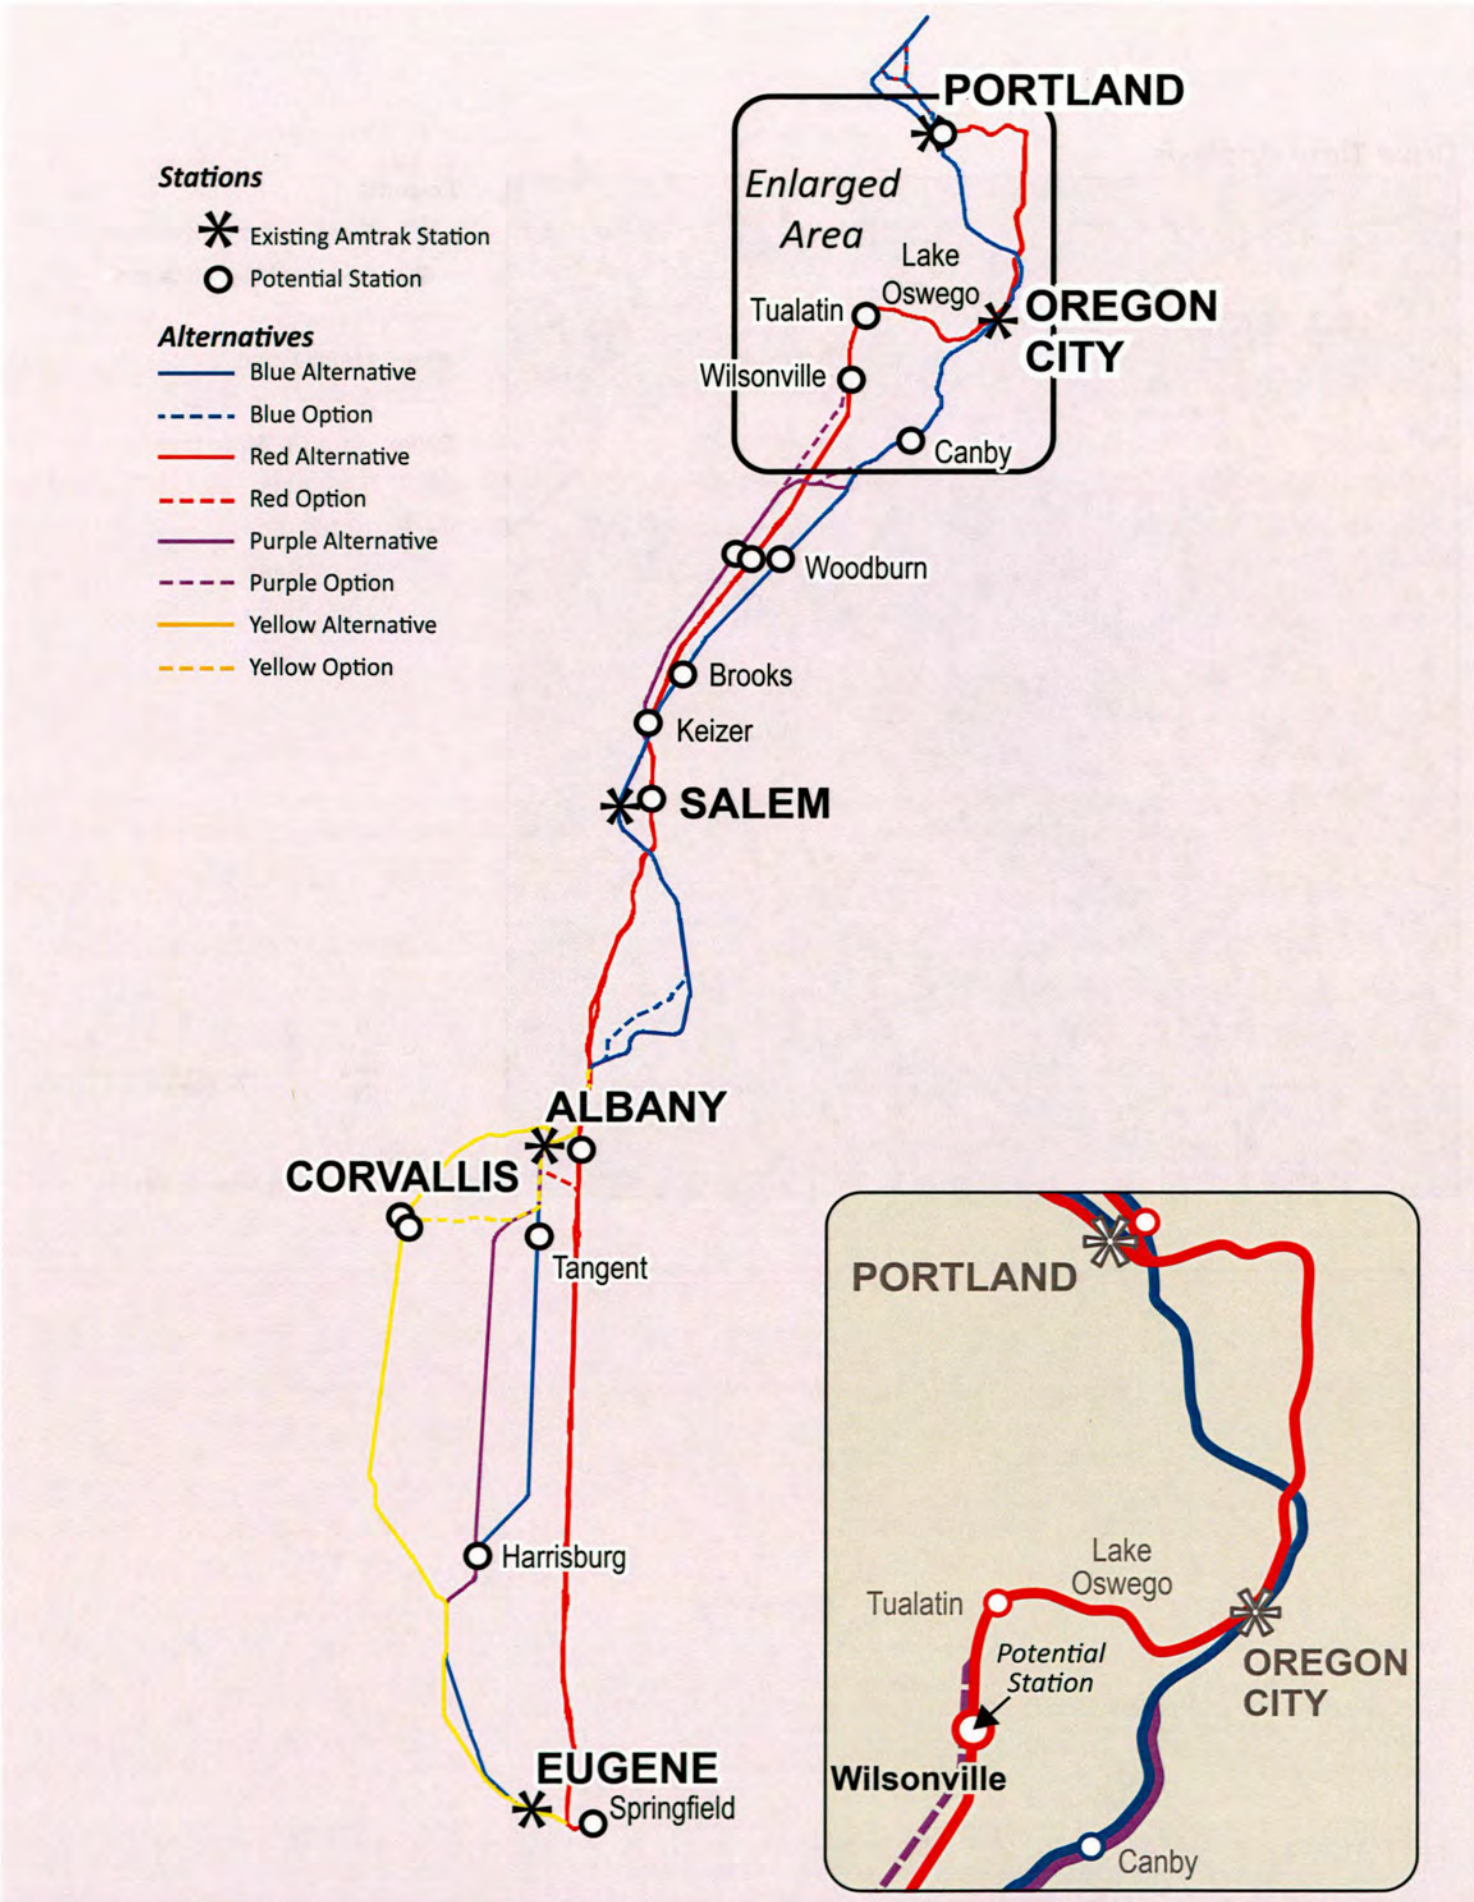 PORTLAND
Enlarged
Area
Lake
Oswego
Tualatin
OREGON
CITY
Wilsonville
Canby
Stations
Existing Amtrak Station
Potential Station
Alternatives
Blue Alternative
Blue Option
Red Alternative
Red Option
Purple Alternative
Purple Option
Yellow Alternative
Yellow Option
Woodburn
Brooks
Keizer
SALEM
ALBANY
CORVALLIS
Tangent
Harrisburg
EUGENE
Springfield
PORTLAND
Lake
Oswego
Tualatin
Potential
Station
OREGON
CITY
Wilsonville
Canby